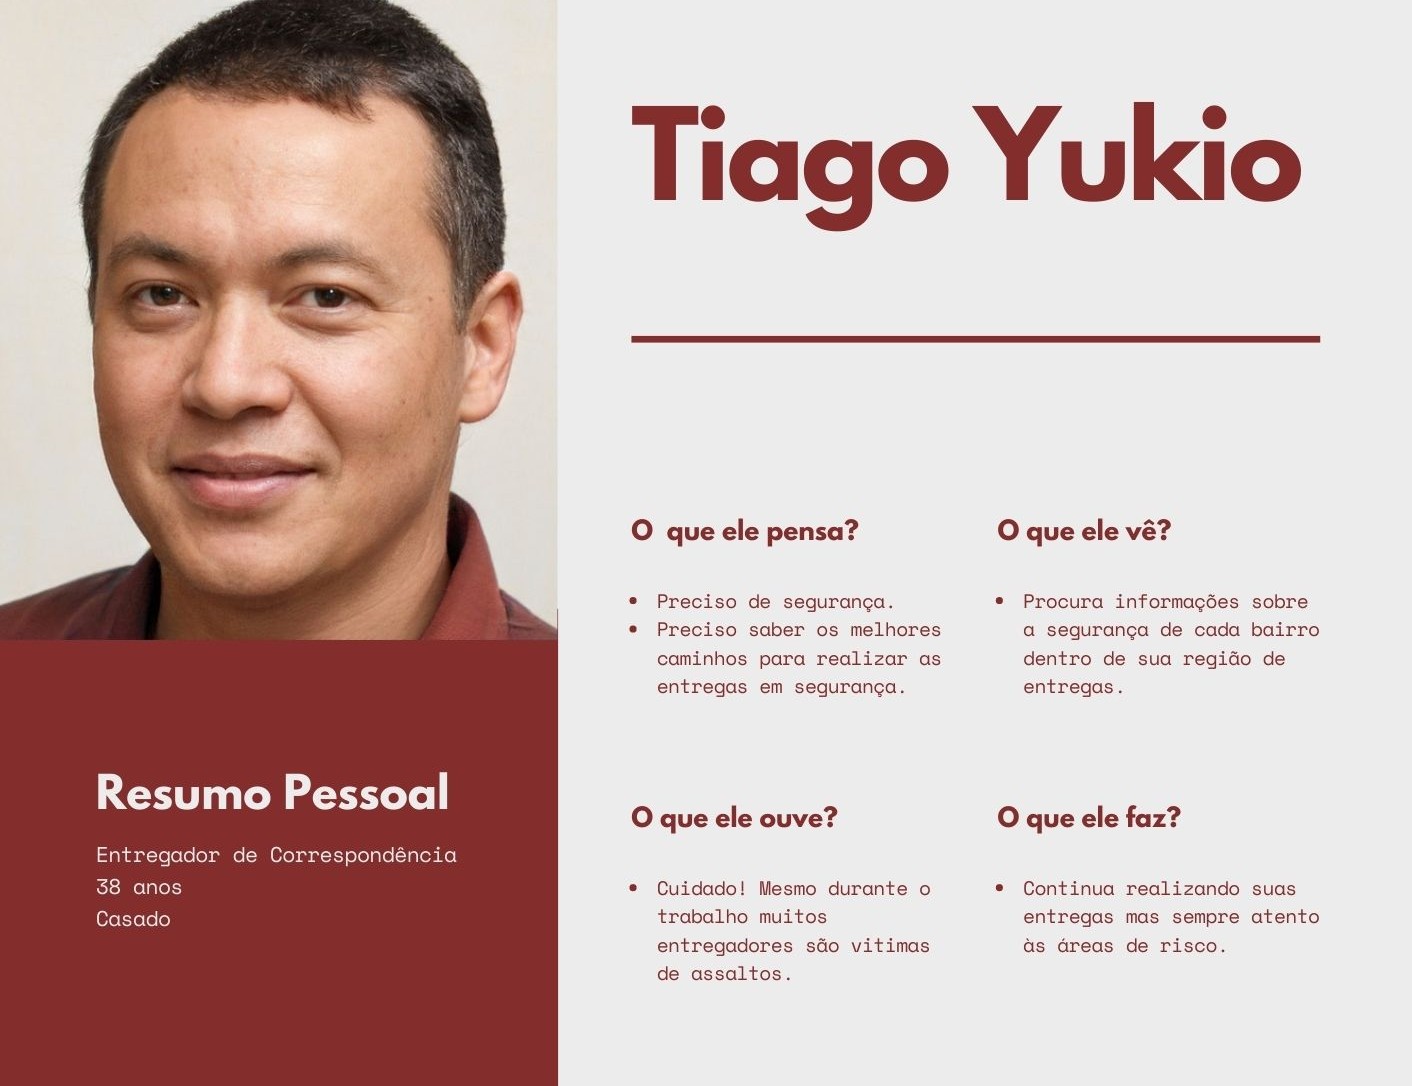 Tiago Yukio
O que ele pensa?
Preciso de segurança.
Preciso saber os melhores
caminhos para realizar as
entregas em segurança.
O que ele vê?
Procura informações sobre
a segurança de cada bairro
dentro de sua região de
entregas.
O que ele ouve?
Cuidado! Mesmo durante o
trabalho muitos
entregadores são vitimas
de assaltos.
O que ele faz?
Continua realizando suas
entregas mas sempre atento
às áreas de risco.
Resumo Pessoal
Entregador de Correspondência
38 anos
Casado